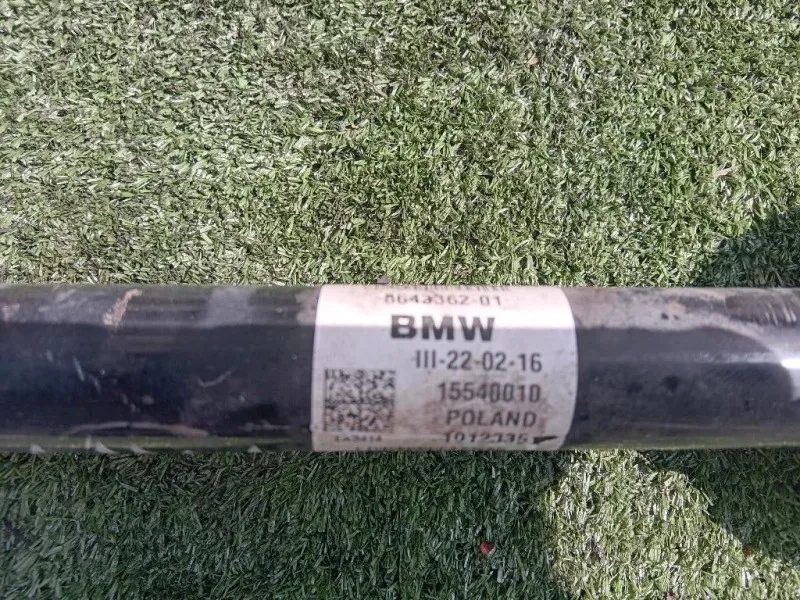 8643362-01
BMW
III-22-02-16
15540010
POLAND
1012335